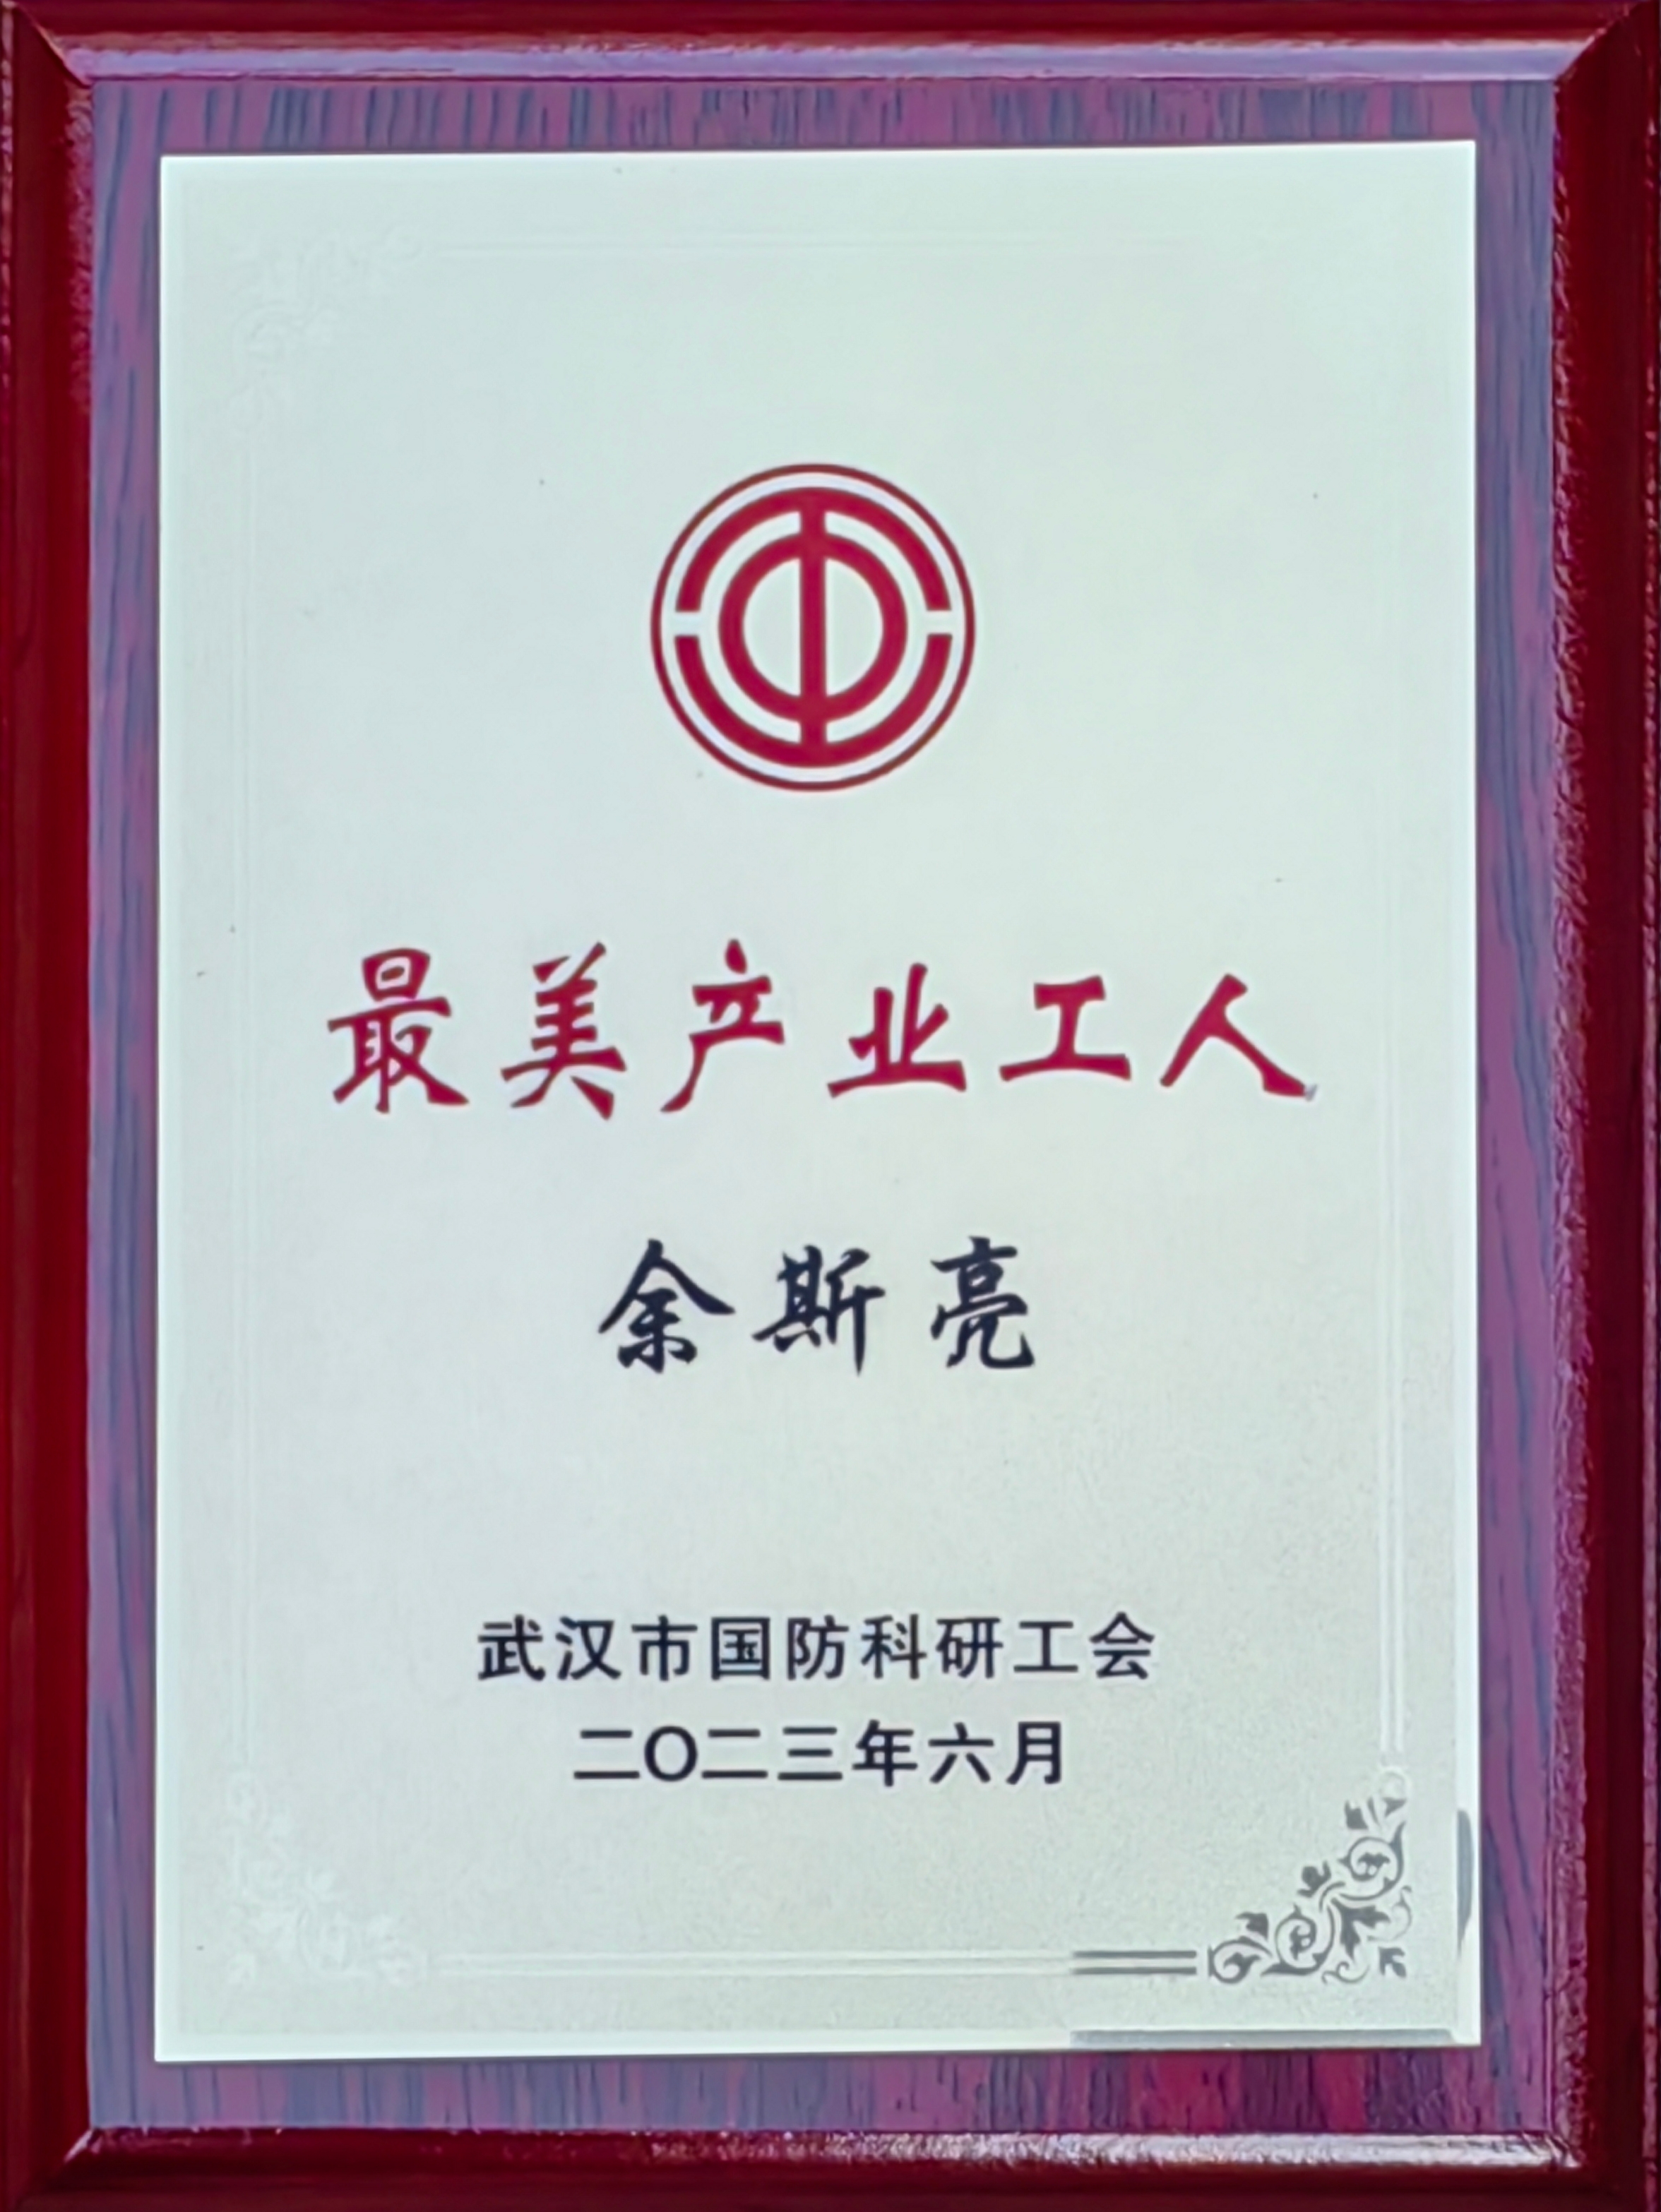 最美产业工人
余斯亮
武汉市国防科研工会
二〇二三年六月